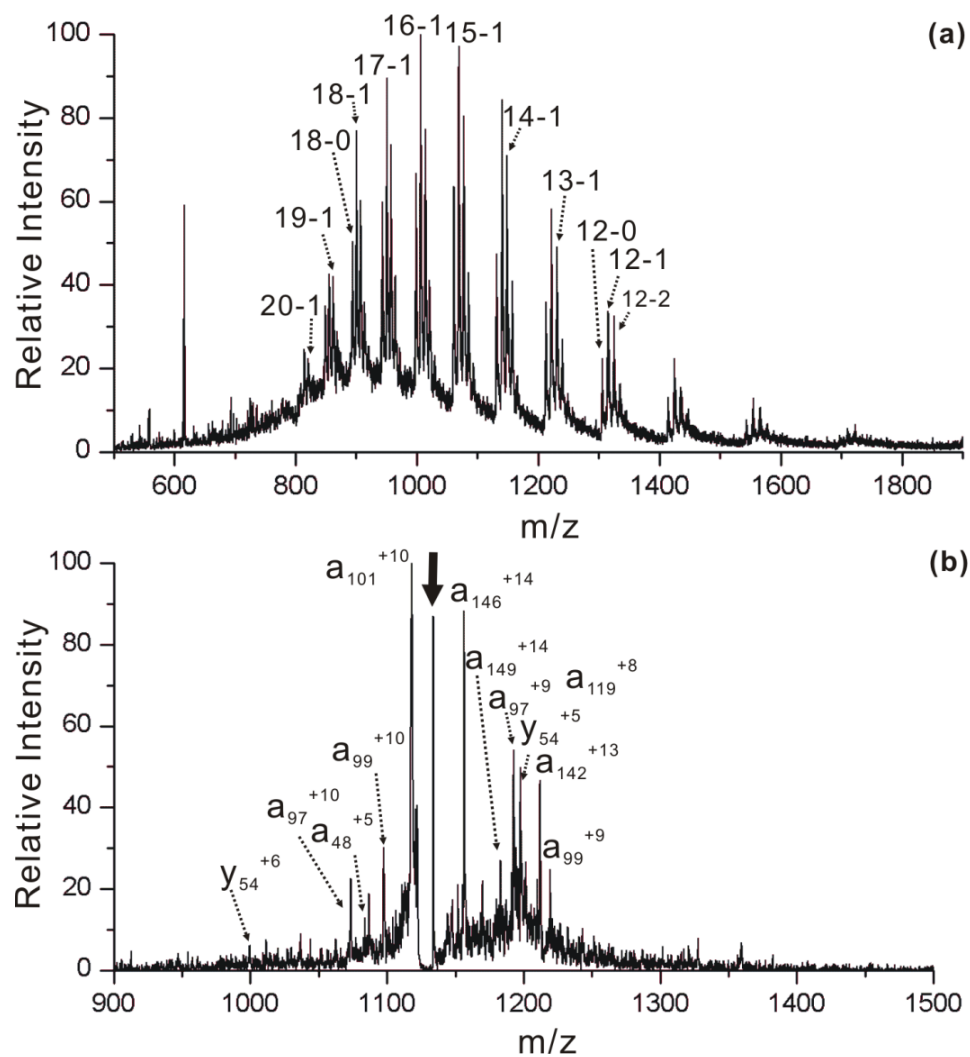 (a)
Relative Intensity
100
80
60
40
20
0
16-1
15-1
17-1
18-1
18-0
14-1
19-1
13-1
12-0
12-1
12-2
20-1
600 800 1000 1200 1400 1600 1800
m/z
(b)
Relative Intensity
100
80
60
40
20
0
a₁₀₁⁺¹⁰
a₁₄₆⁺¹⁴
a₁₄₉⁺¹⁴
a₁₁₉⁺⁸
a₉₇⁺⁹
y₅₄⁺⁵
a₉₉⁺¹⁰
a₁₄₂⁺¹³
a₉₇⁺¹⁰
a₄₈⁺⁵
a₉₉⁺⁹
y₅₄⁺⁶
900 1000 1100 1200 1300 1400 1500
m/z